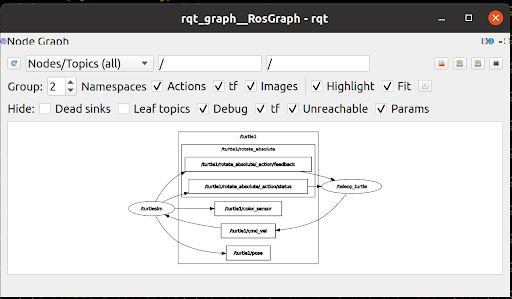 rqt_graph__RosGraph - rqt
Node Graph
Nodes/Topics (all) / /
Group: 2 Namespaces Actions tf Images Highlight Fit
Hide: Dead sinks Leaf topics Debug tf Unreachable Params
/turtle1
/turtle1/rotate_absolute
/turtle1/rotate_absolute/_action/feedback
/turtle1/rotate_absolute/_action/status
/teleop_turtle
/turtlesim
/turtle1/color_sensor
/turtle1/cmd_vel
/turtle1/pose